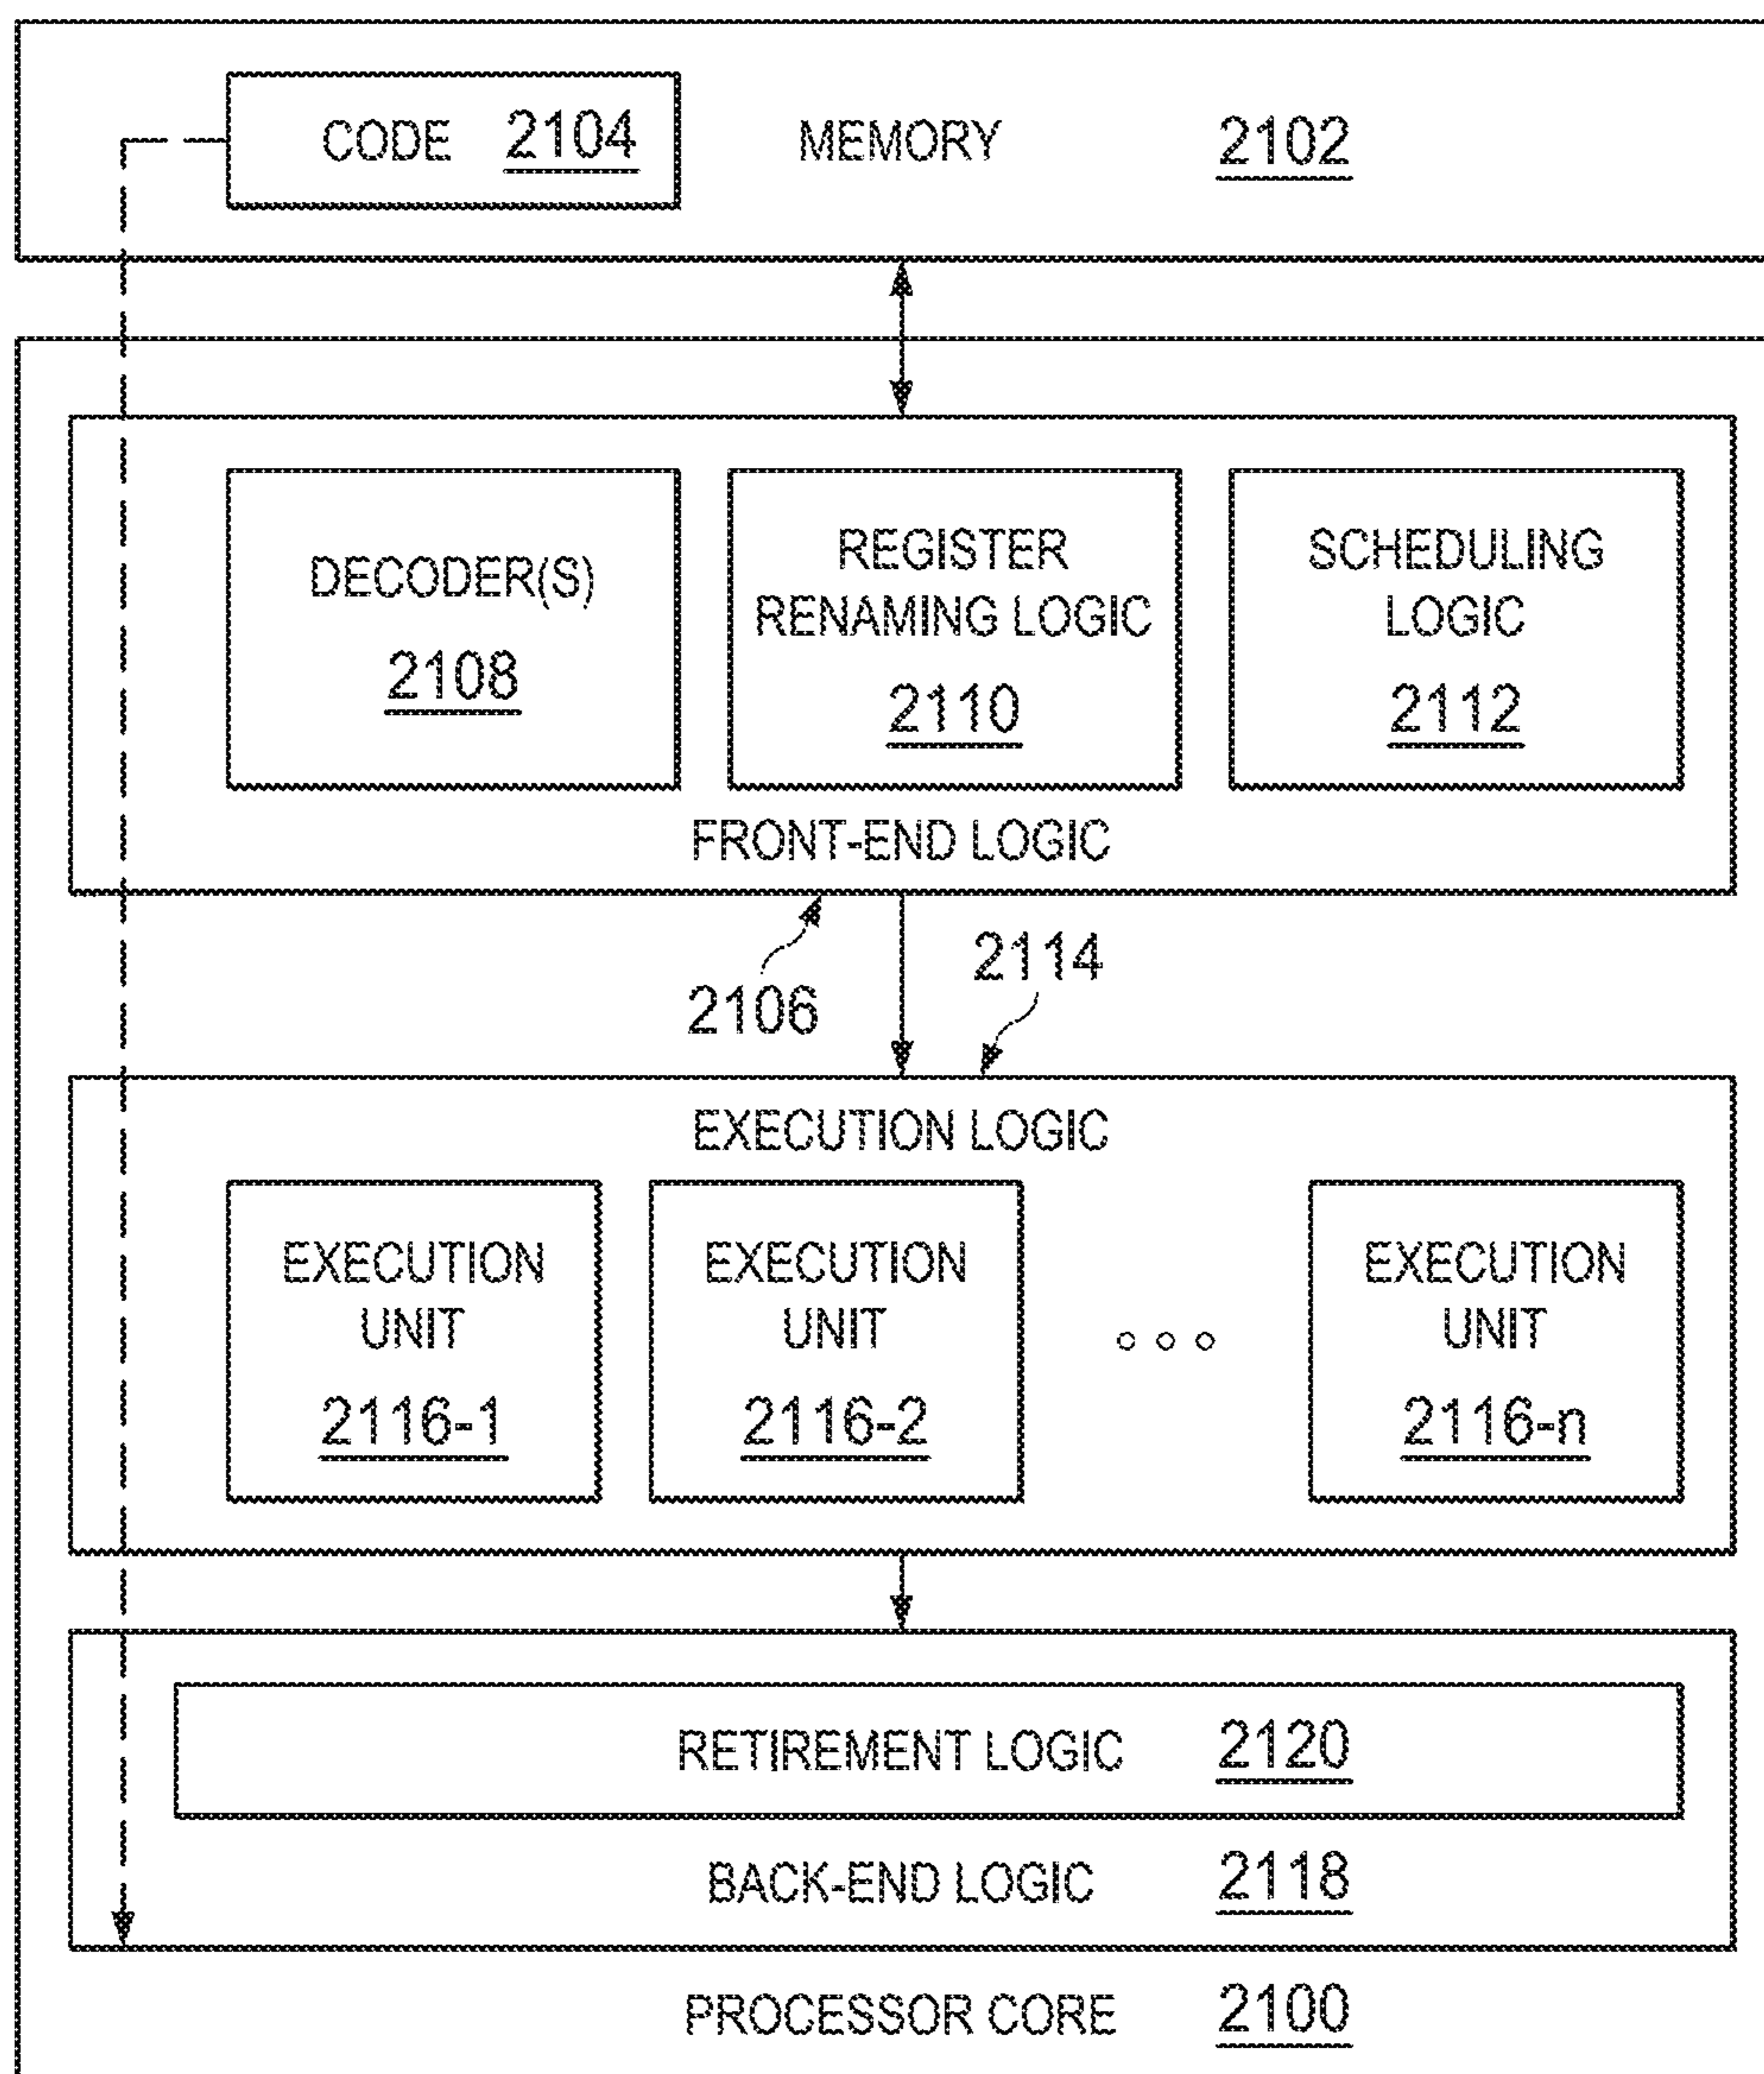 CODE 2104 MEMORY 2102
DECODER(S)
2108
REGISTER
RENAMING LOGIC
2110
SCHEDULING
LOGIC
2112
FRONT-END LOGIC
2106
2114
EXECUTION LOGIC
EXECUTION
UNIT
2116-1
EXECUTION
UNIT
2116-2
EXECUTION
UNIT
2116-n
RETIREMENT LOGIC 2120
BACK-END LOGIC 2118
PROCESSOR CORE 2100